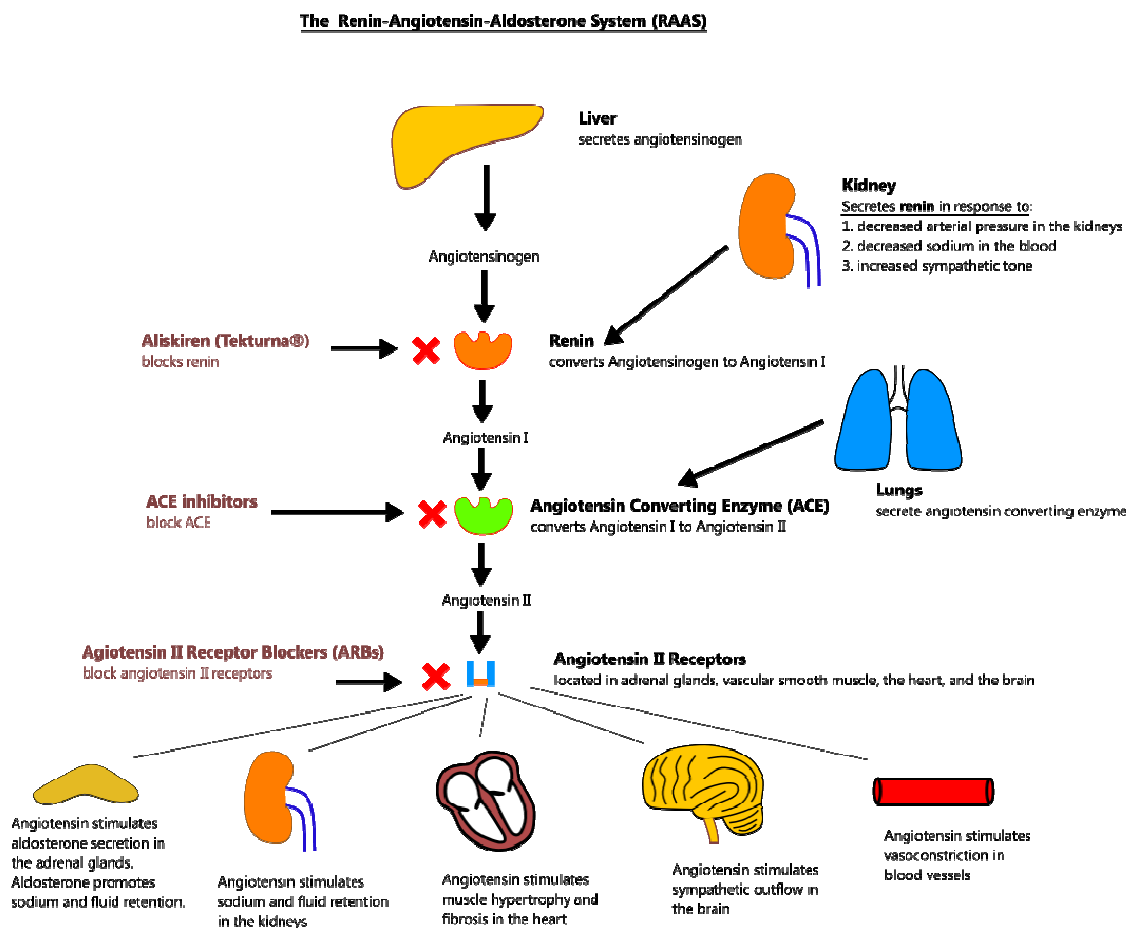 The Renin-Angiotensin-Aldosterone System (RAAS)
Liver
secretes angiotensinogen
Kidney
Secretes renin in response to:
1. decreased arterial pressure in the kidneys
2. decreased sodium in the blood
3. increased sympathetic tone
Angiotensinogen
Aliskiren (Tekturna®)
blocks renin
Renin
converts Angiotensinogen to Angiotensin I
Angiotensin I
Lungs
secrete angiotensin converting enzyme
ACE inhibitors
block ACE
Angiotensin Converting Enzyme (ACE)
converts Angiotensin I to Angiotensin II
Angiotensin II
Agiotensin II Receptor Blockers (ARBs)
block angiotensin II receptors
Angiotensin II Receptors
located in adrenal glands, vascular smooth muscle, the heart, and the brain
Angiotensin stimulates
aldosterone secretion in
the adrenal glands.
Aldosterone promotes
sodium and fluid retention.
Angiotensin stimulates
sodium and fluid retention
in the kidneys
Angiotensin stimulates
muscle hypertrophy and
fibrosis in the heart
Angiotensin stimulates
sympathetic outflow in
the brain
Angiotensin stimulates
vasoconstriction in
blood vessels